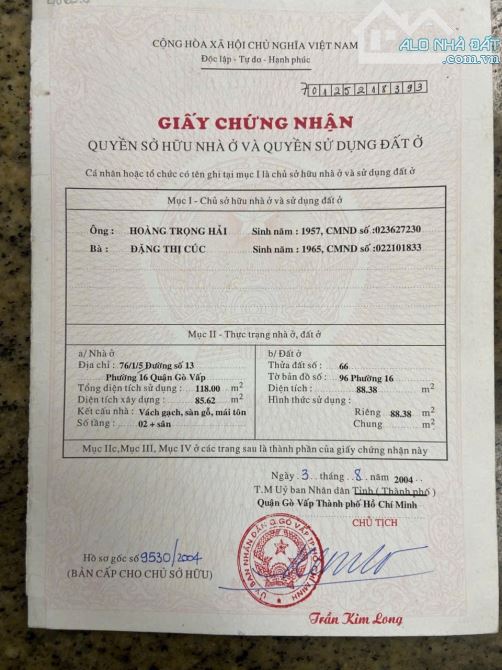 ALO NHÀ ĐẤT
.com.vn
CỘNG HÒA XÃ HỘI CHỦ NGHĨA VIỆT NAM
Độc lập - Tự do - Hạnh phúc
70125218393
GIẤY CHỨNG NHẬN
QUYỀN SỞ HỮU NHÀ Ở VÀ QUYỀN SỬ DỤNG ĐẤT Ở
Cá nhân hoặc tổ chức có tên ghi tại mục I là chủ sở hữu nhà ở và sử dụng đất ở
Mục I - Chủ sở hữu nhà ở và sử dụng đất ở
Ông : HOÀNG TRỌNG HẢI Sinh năm : 1957, CMND số :023627230
Bà : ĐẶNG THỊ CÚC Sinh năm : 1965, CMND số :022101833
Mục II - Thực trạng nhà ở, đất ở
a/ Nhà ở
Địa chỉ : 76/1/5 Đường số 13
Phường 16 Quận Gò Vấp
Tổng diện tích sử dụng : 118.00 m2
Diện tích xây dựng : 85.62 m2
Kết cấu nhà : Vách gạch, sàn gỗ, mái tôn
Số tầng : 02 + sân
b/ Đất ở
Thửa đất số : 66
Tờ bản đồ số : 96 Phường 16
Diện tích : 88.38 m2
Hình thức sử dụng :
Riêng 88.38 m2
Chung m2
Mục IIc,Mục III, Mục IV ở các trang sau là thành phần của giấy chứng nhận này
Ngày . 3 . tháng . . 8 . năm 2004 .
T.M Uỷ ban Nhân dân Tỉnh ( Thành phố )
Quận Gò Vấp Thành phố Hồ Chí Minh
CHỦ TỊCH
Hồ sơ gốc số 9530/2004
(BẢN CẤP CHO CHỦ SỞ HỮU)
ỦY BAN NHÂN DÂN Q.GÒ VẤP TP.HỒ CHÍ MINH
Trần Kim Long